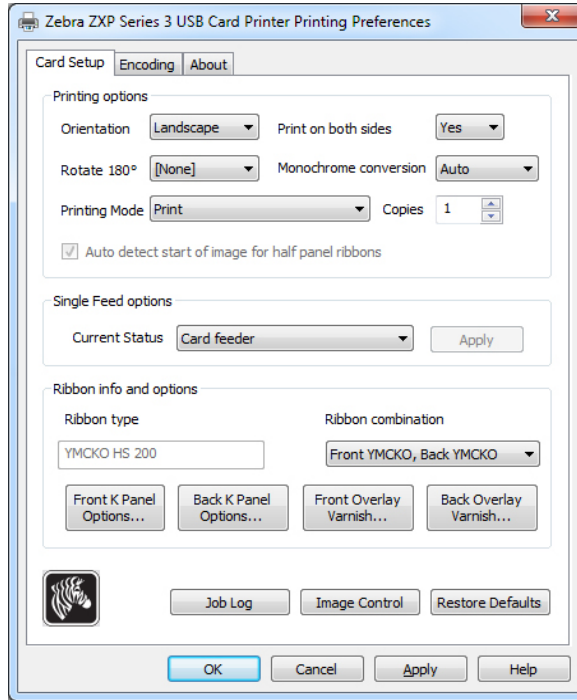 Zebra ZXP Series 3 USB Card Printer Printing Preferences
Card Setup Encoding About
Printing options
Orientation Landscape Print on both sides Yes
Rotate 180° [None] Monochrome conversion Auto
Printing Mode Print Copies 1
Auto detect start of image for half panel ribbons
Single Feed options
Current Status Card feeder Apply
Ribbon info and options
Ribbon type Ribbon combination
YMCKO HS 200 Front YMCKO, Back YMCKO
Front K Panel Back K Panel Front Overlay Back Overlay
Options... Options... Varnish... Varnish...
Job Log Image Control Restore Defaults
OK Cancel Apply Help